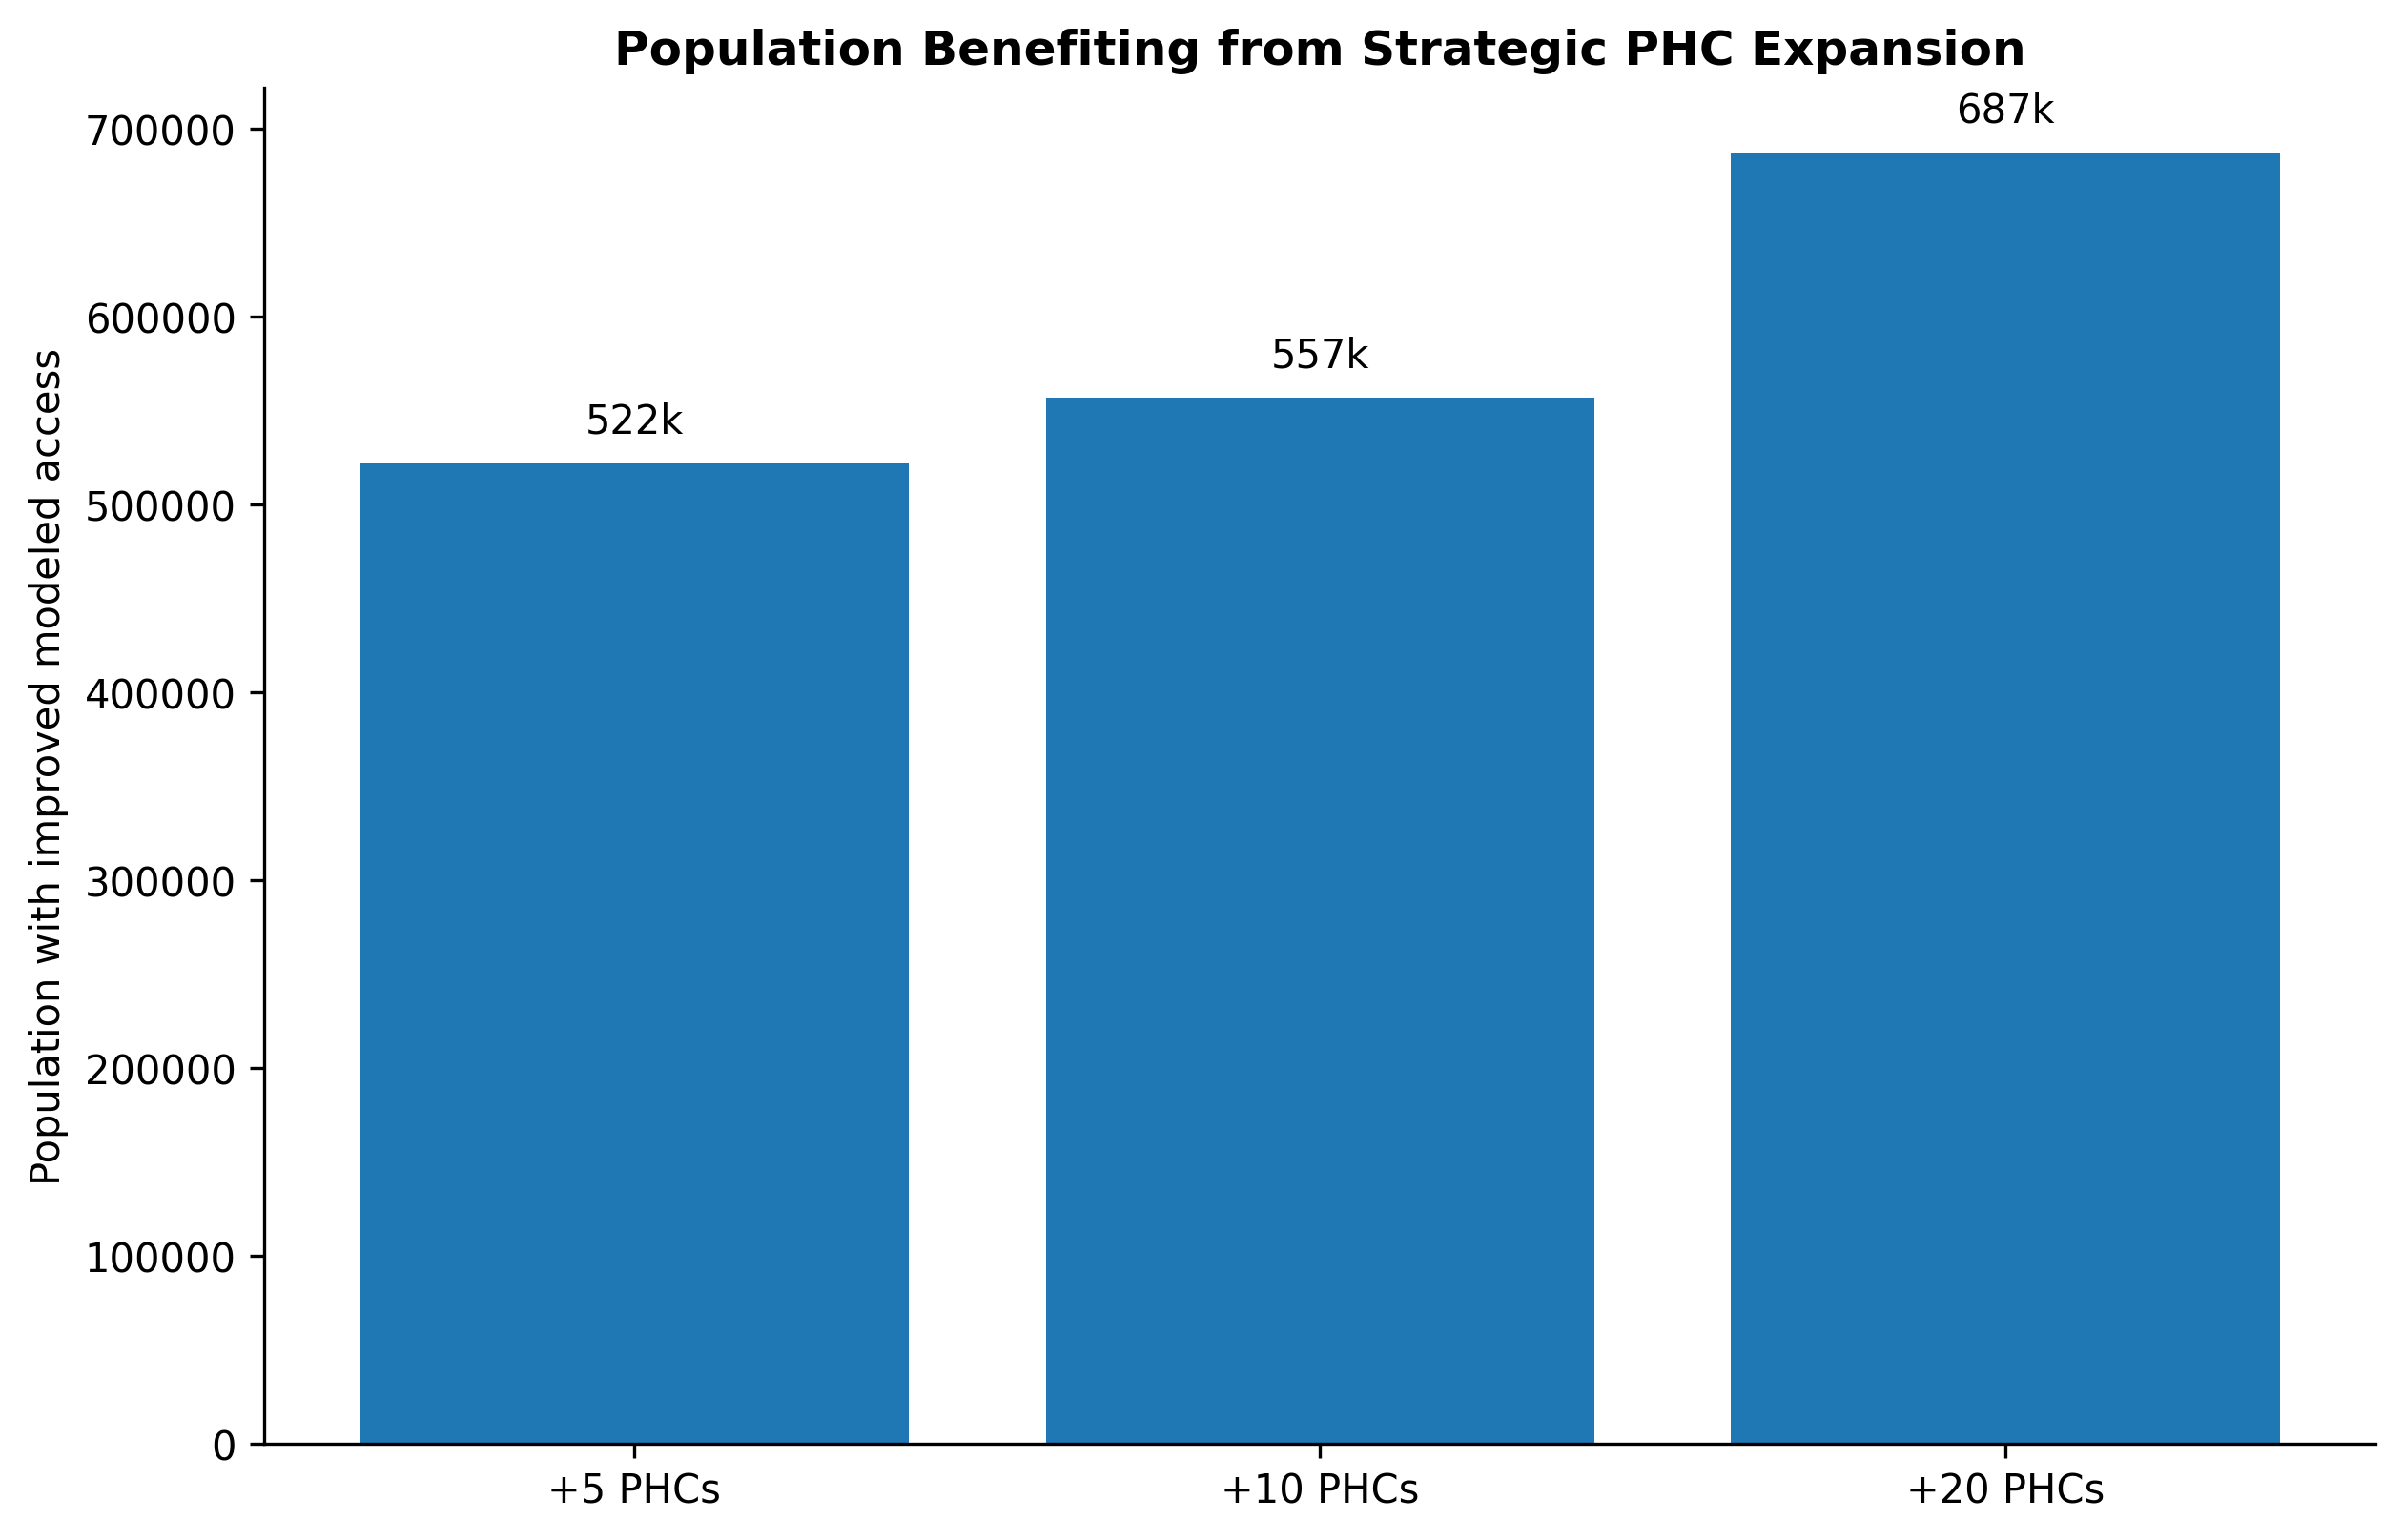 Population Benefiting from Strategic PHC Expansion
Population with improved modeled access
700000
600000
500000
400000
300000
200000
100000
0
522k
557k
687k
+5 PHCs
+10 PHCs
+20 PHCs